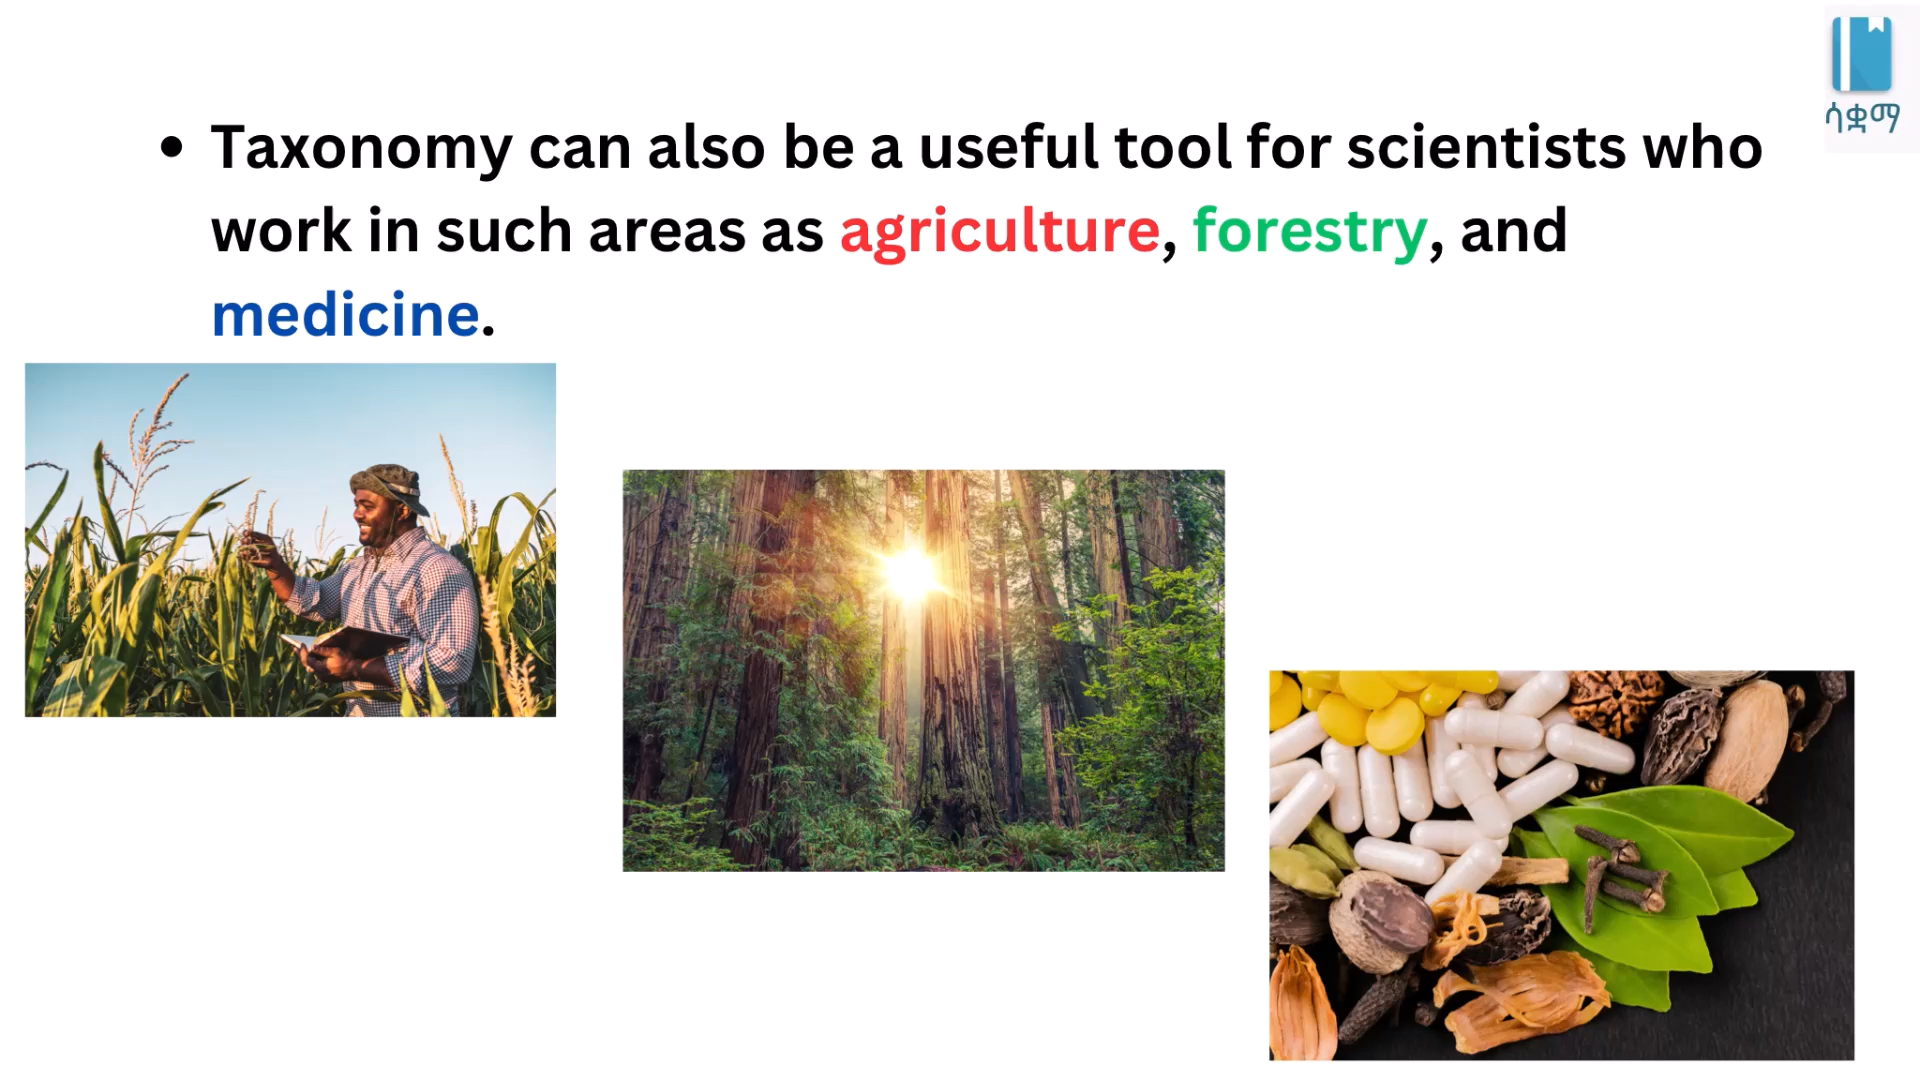 • Taxonomy can also be a useful tool for scientists who
work in such areas as agriculture, forestry, and
medicine.
ሳቋማ